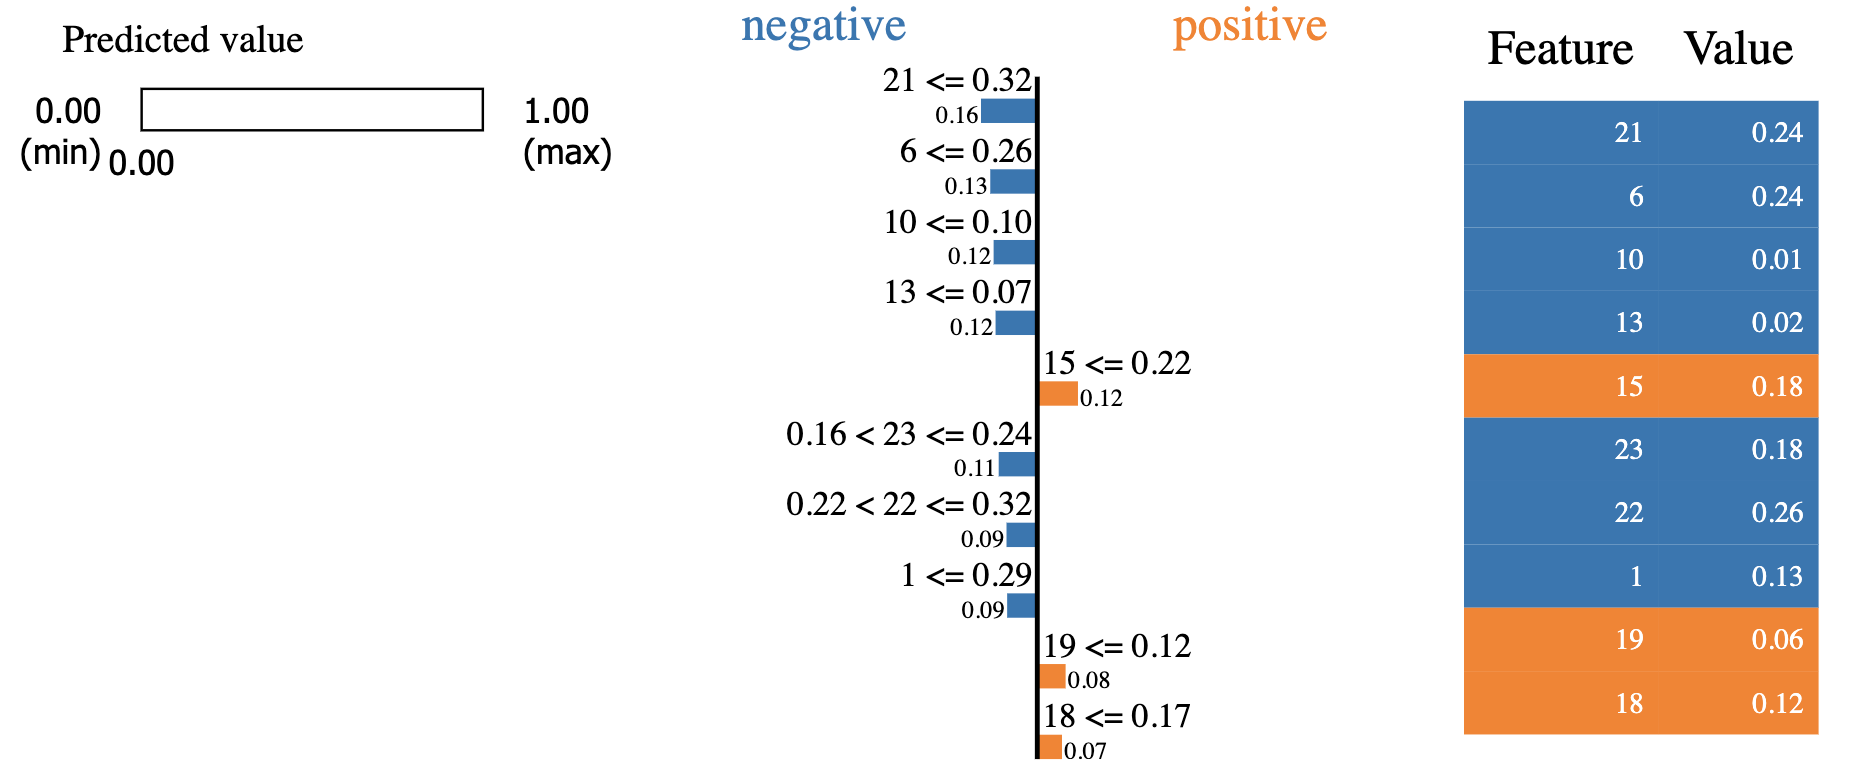 Predicted value
0.00
(min)
0.00
1.00
(max)
negative positive
21 <= 0.32
0.16
6 <= 0.26
0.13
10 <= 0.10
0.12
13 <= 0.07
0.12
15 <= 0.22
0.12
0.16 < 23 <= 0.24
0.11
0.22 < 22 <= 0.32
0.09
1 <= 0.29
0.09
19 <= 0.12
0.08
18 <= 0.17
0.07
Feature Value
21 0.24
6 0.24
10 0.01
13 0.02
15 0.18
23 0.18
22 0.26
1 0.13
19 0.06
18 0.12